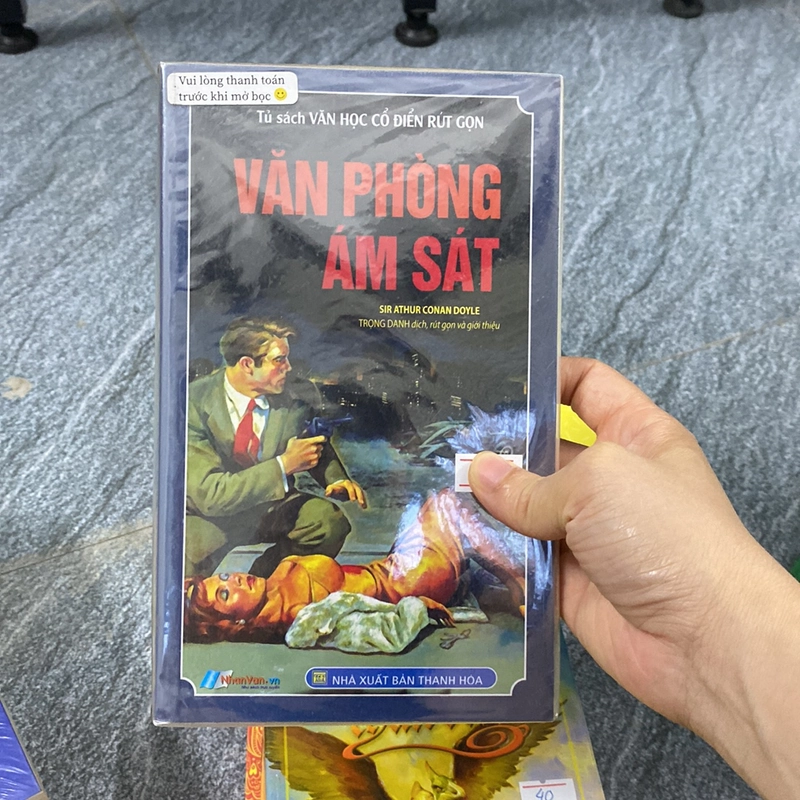 Vui lòng thanh toán
trước khi mở bọc
Tủ sách VĂN HỌC CỔ ĐIỂN RÚT GỌN
VĂN PHÒNG
ÁM SÁT
SIR ATHUR CONAN DOYLE
TRỌNG DANH dịch, rút gọn và giới thiệu
NhanVan.vn
NHÀ XUẤT BẢN THANH HÓA
40